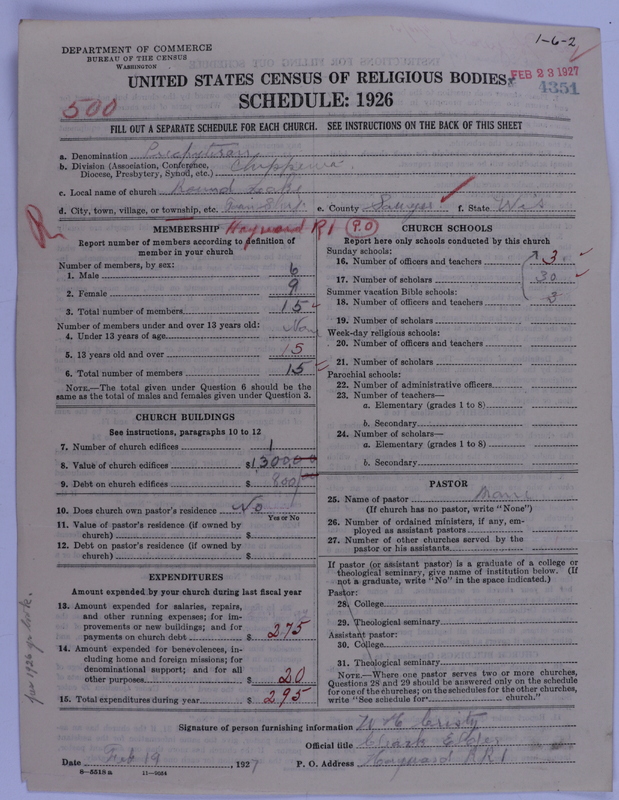 1-6-2
DEPARTMENT OF COMMERCE
BUREAU OF THE CENSUS
WASHINGTON
UNITED STATES CENSUS OF RELIGIOUS BODIES
FEB 23 1927
4351
500
SCHEDULE: 1926
FILL OUT A SEPARATE SCHEDULE FOR EACH CHURCH. SEE INSTRUCTIONS ON THE BACK OF THIS SHEET
a. Denomination Presbyterian
b. Division (Association, Conference, Diocese, Presbytery, Synod, etc.) Chippewa
c. Local name of church Round Lake
d. City, town, village, or township, etc. e. County Sawyer f. State Wis
R
Hayward R1 P.O
MEMBERSHIP
Report number of members according to definition of
member in your church
Number of members, by sex:
1. Male 6
2. Female 9
3. Total number of members 15
Number of members under and over 13 years old:
4. Under 13 years of age None
5. 13 years old and over 15
6. Total number of members 15
NOTE.—The total given under Question 6 should be the
same as the total of males and females given under Question 3.
CHURCH BUILDINGS
See instructions, paragraphs 10 to 12
7. Number of church edifices 1
8. Value of church edifices $1300.00
9. Debt on church edifices $ 800
10. Does church own pastor's residence? No
Yes or No
11. Value of pastor's residence (if owned by
church) $
12. Debt on pastor's residence (if owned by
church) $
EXPENDITURES
Amount expended by your church during last fiscal year
13. Amount expended for salaries, repairs,
and other running expenses; for im-
provements or new buildings; and for
payments on church debt $ 275
14. Amount expended for benevolences, in-
cluding home and foreign missions; for
denominational support; and for all
other purposes $ 20
15. Total expenditures during year $ 295
CHURCH SCHOOLS
Report here only schools conducted by this church
Sunday schools:
16. Number of officers and teachers 3
17. Number of scholars 30
Summer vacation Bible schools:
18. Number of officers and teachers 3
19. Number of scholars
Week-day religious schools:
20. Number of officers and teachers
21. Number of scholars
Parochial schools:
22. Number of administrative officers
23. Number of teachers—
a. Elementary (grades 1 to 8)
b. Secondary
24. Number of scholars—
a. Elementary (grades 1 to 8)
b. Secondary
PASTOR
25. Name of pastor None
(If church has no pastor, write "None")
26. Number of ordained ministers, if any, em-
ployed as assistant pastors
27. Number of other churches served by the
pastor or his assistants
If pastor (or assistant pastor) is a graduate of a college or
theological seminary, give name of institution below. (If
not a graduate, write "No" in the space indicated.)
Pastor:
28. College
29. Theological seminary
Assistant pastor:
30. College
31. Theological seminary
NOTE.—Where one pastor serves two or more churches,
Questions 28 and 29 should be answered only on the schedule
for one of the churches; on the schedules for the other churches,
write "See schedule for church."
for 1926
Signature of person furnishing information
Official title
Date Feb 19 1927 P. O. Address Hayward R R 1
8—5513 a 11—9054